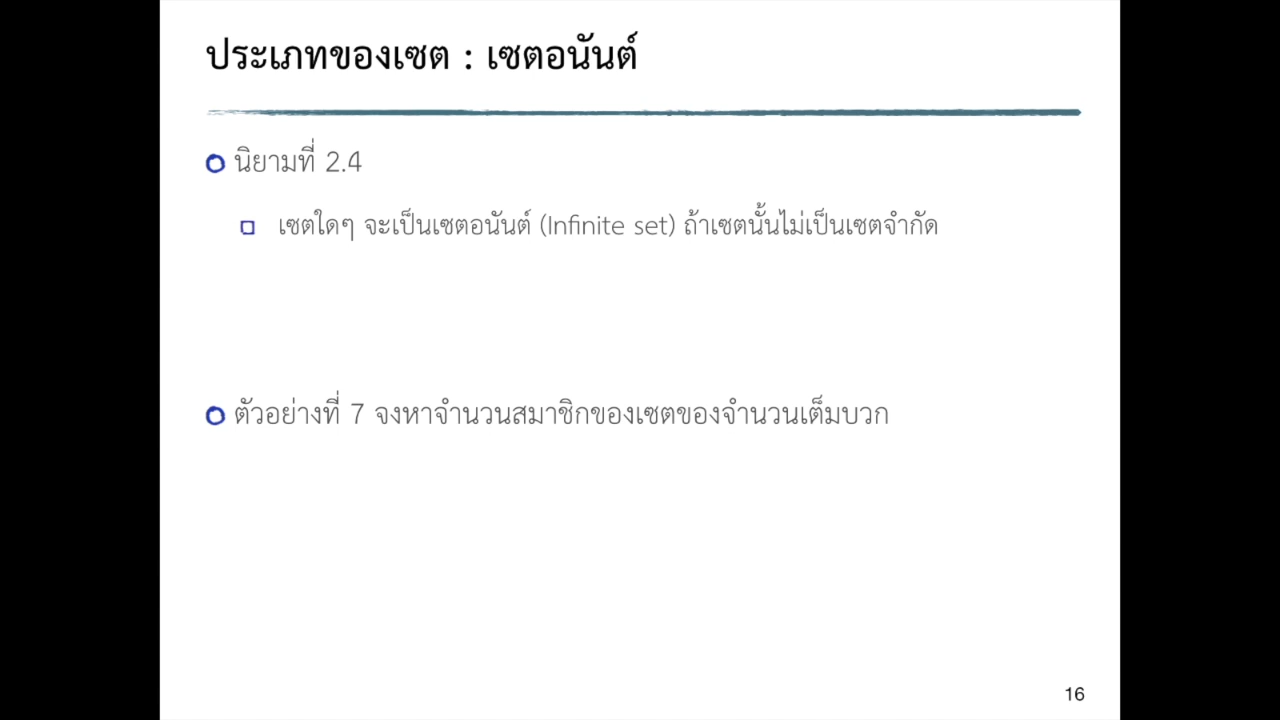 ประเภทของเซต : เซตอนันต์
นิยามที่ 2.4
เซตใดๆ จะเป็นเซตอนันต์ (Infinite set) ถ้าเซตนั้นไม่เป็นเซตจำกัด
ตัวอย่างที่ 7 จงหาจำนวนสมาชิกของเซตของจำนวนเต็มบวก
16